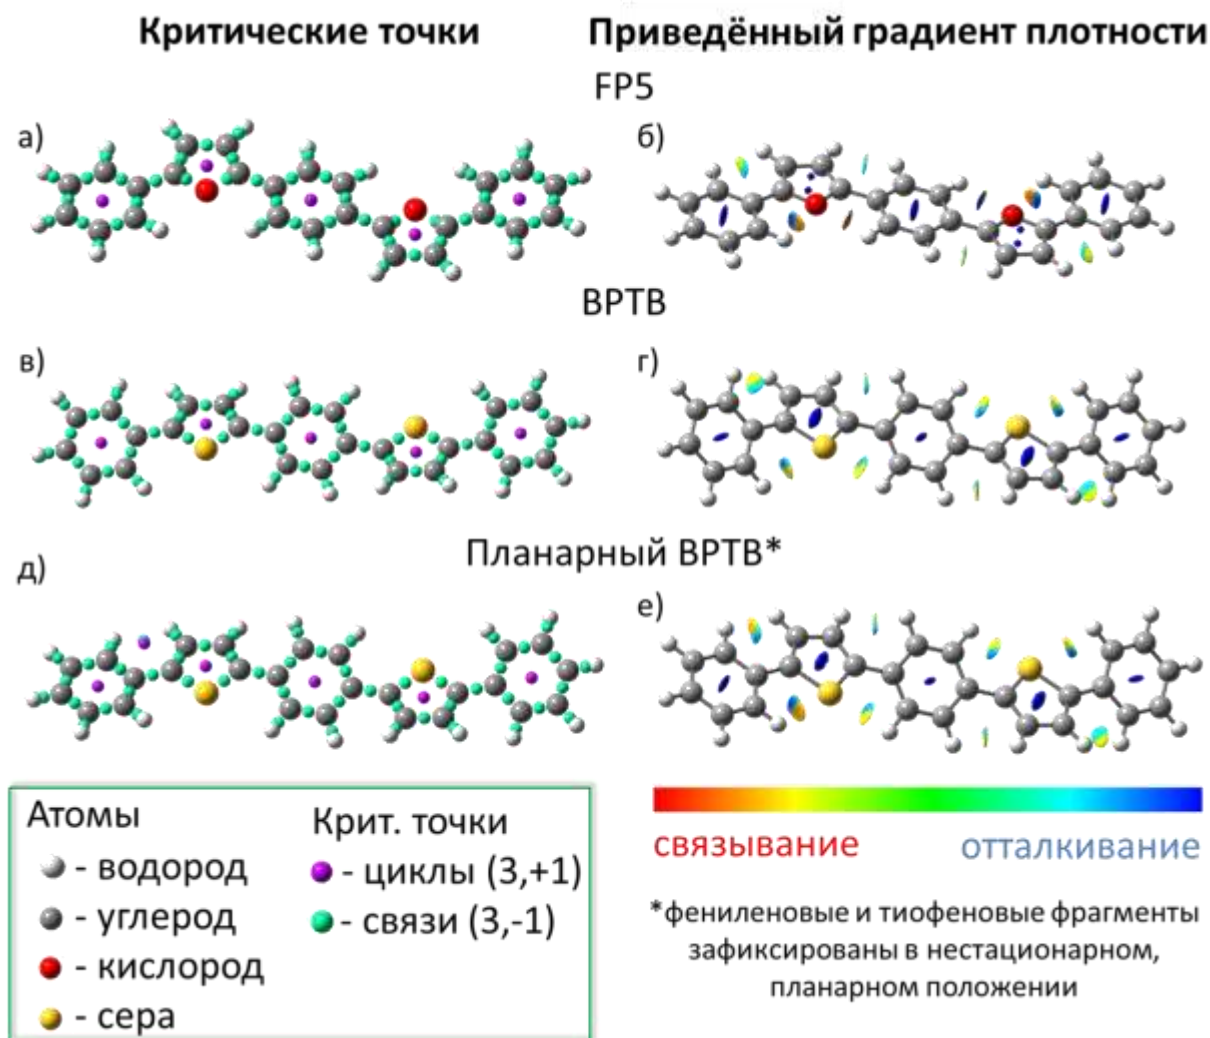 Критические точки
Приведённый градиент плотности
FP5
а)
б)
BPTB
в)
г)
Планарный BPTB*
д)
е)
Атомы
- водород
- углерод
- кислород
- сера
Крит. точки
- циклы (3,+1)
- связи (3,-1)
связывание
отталкивание
*фениленовые и тиофеновые фрагменты
зафиксированы в нестационарном,
планарном положении